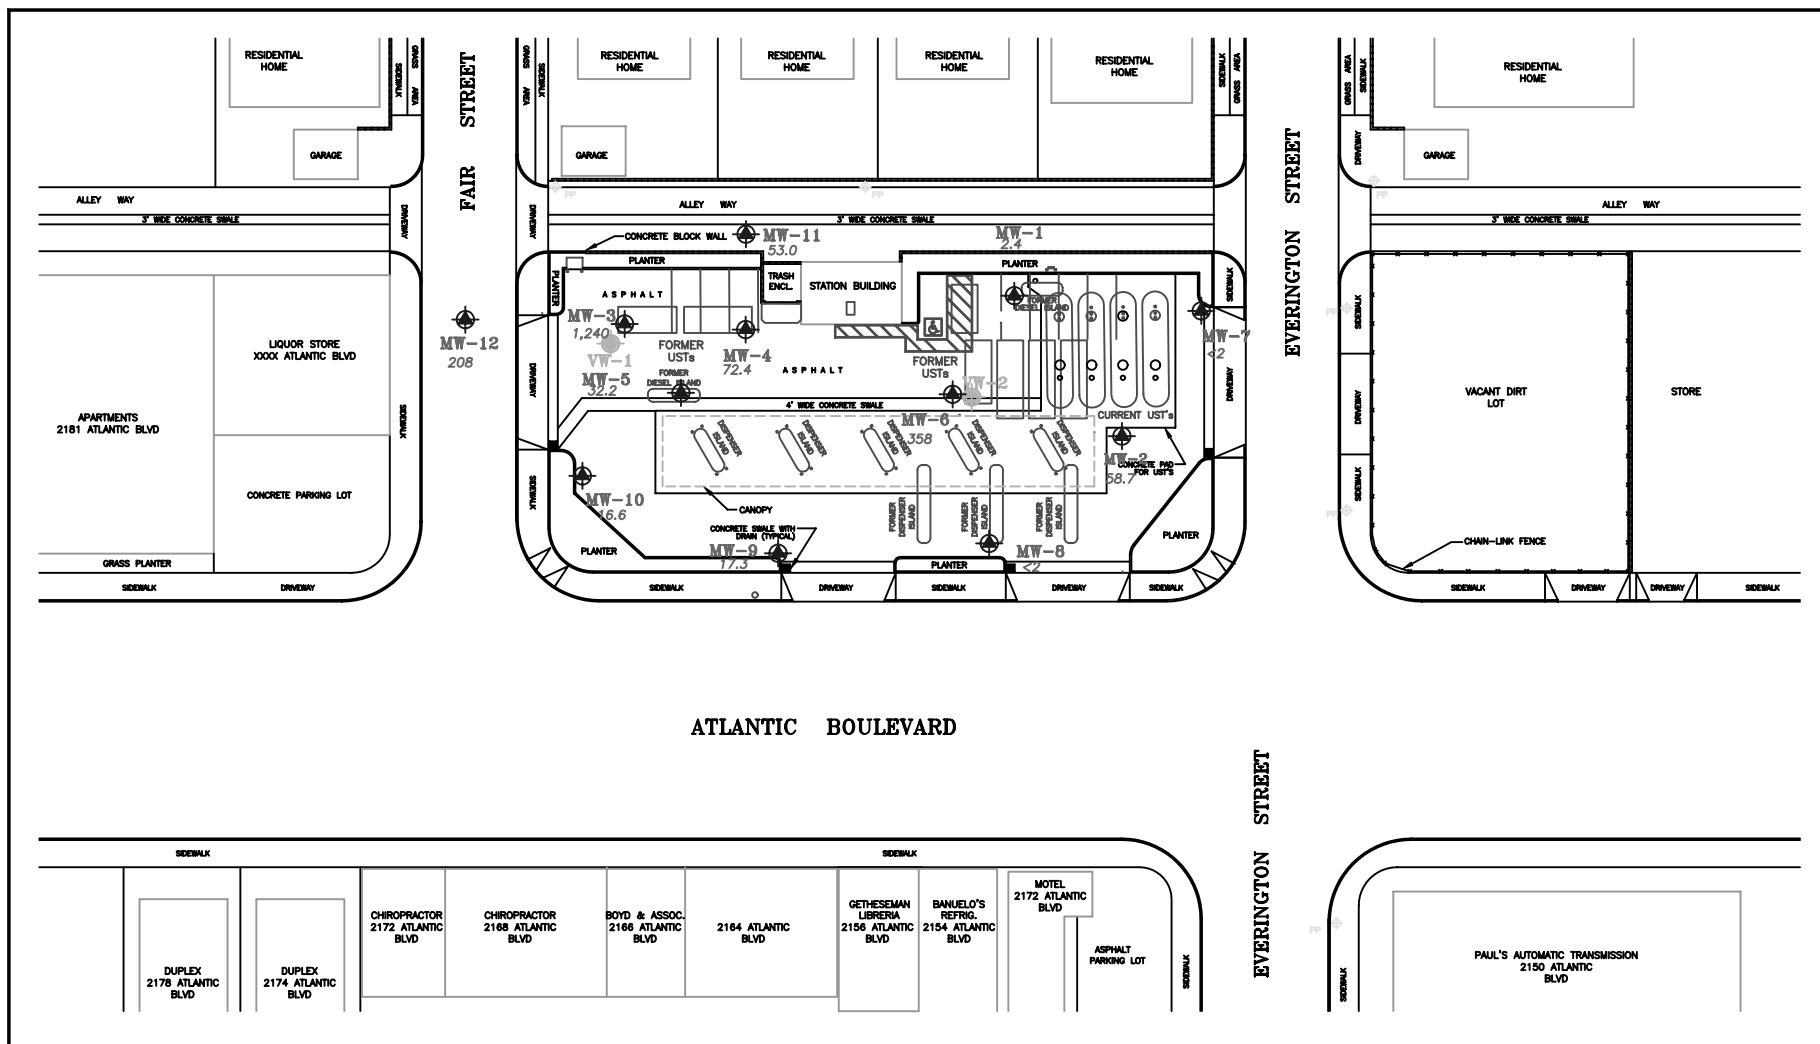 RESIDENTIAL
HOME
SIDEWALK
GRASS AREA
FAIR STREET
GRASS AREA
SIDEWALK
RESIDENTIAL
HOME
RESIDENTIAL
HOME
RESIDENTIAL
HOME
RESIDENTIAL
HOME
SIDEWALK
GRASS AREA
EVERINGTON STREET
GRASS AREA
SIDEWALK
RESIDENTIAL
HOME
GARAGE
GARAGE
DRIVEWAY
GARAGE
PP
PP
PP
ALLEY WAY
3' WIDE CONCRETE SWALE
DRIVEWAY
DRIVEWAY
ALLEY WAY
3' WIDE CONCRETE SWALE
ALLEY WAY
3' WIDE CONCRETE SWALE
CONCRETE BLOCK WALL
MW-11
53.0
MW-1
2.4
PLANTER
PLANTER
PLANTER
TRASH
ENCL.
STATION BUILDING
SIDEWALK
ASPHALT
FORMER
DIESEL ISLAND
MW-3
1,240
MW-12
208
VW-1
FORMER
USTs
MW-4
72.4
FORMER
USTs
MW-7
<2
MW-5
32.2
FORMER
DIESEL ISLAND
ASPHALT
VW-2
DRIVEWAY
DRIVEWAY
4' WIDE CONCRETE SWALE
MW-6
358
CURRENT UST's
DISPENSER
ISLAND
DISPENSER
ISLAND
DISPENSER
ISLAND
DISPENSER
ISLAND
DISPENSER
ISLAND
MW-2
58.7
CONCRETE PAD
FOR UST'S
SIDEWALK
MW-10
16.6
CANOPY
FORMER
DISPENSER
ISLAND
FORMER
DISPENSER
ISLAND
FORMER
DISPENSER
ISLAND
CONCRETE SWALE WITH
DRAIN (TYPICAL)
PLANTER
MW-9
17.3
PLANTER
MW-8
<2
PLANTER
SIDEWALK
DRIVEWAY
SIDEWALK
DRIVEWAY
SIDEWALK
LIQUOR STORE
XXXX ATLANTIC BLVD
APARTMENTS
2181 ATLANTIC BLVD
SIDEWALK
CONCRETE PARKING LOT
GRASS PLANTER
SIDEWALK
DRIVEWAY
PP
SIDEWALK
DRIVEWAY
SIDEWALK
PP
VACANT DIRT
LOT
STORE
CHAIN-LINK FENCE
SIDEWALK
DRIVEWAY
DRIVEWAY
SIDEWALK
ATLANTIC BOULEVARD
EVERINGTON STREET
SIDEWALK
SIDEWALK
DUPLEX
2178 ATLANTIC
BLVD
DUPLEX
2174 ATLANTIC
BLVD
CHIROPRACTOR
2172 ATLANTIC
BLVD
CHIROPRACTOR
2168 ATLANTIC
BLVD
BOYD & ASSOC.
2166 ATLANTIC
BLVD
2164 ATLANTIC
BLVD
GETHESEMAN
LIBRERIA
2156 ATLANTIC
BLVD
BANUELO'S
REFRIG.
2154 ATLANTIC
BLVD
MOTEL
2172 ATLANTIC
BLVD
ASPHALT
PARKING LOT
SIDEWALK
PP
SIDEWALK
PAUL'S AUTOMATIC TRANSMISSION
2150 ATLANTIC
BLVD